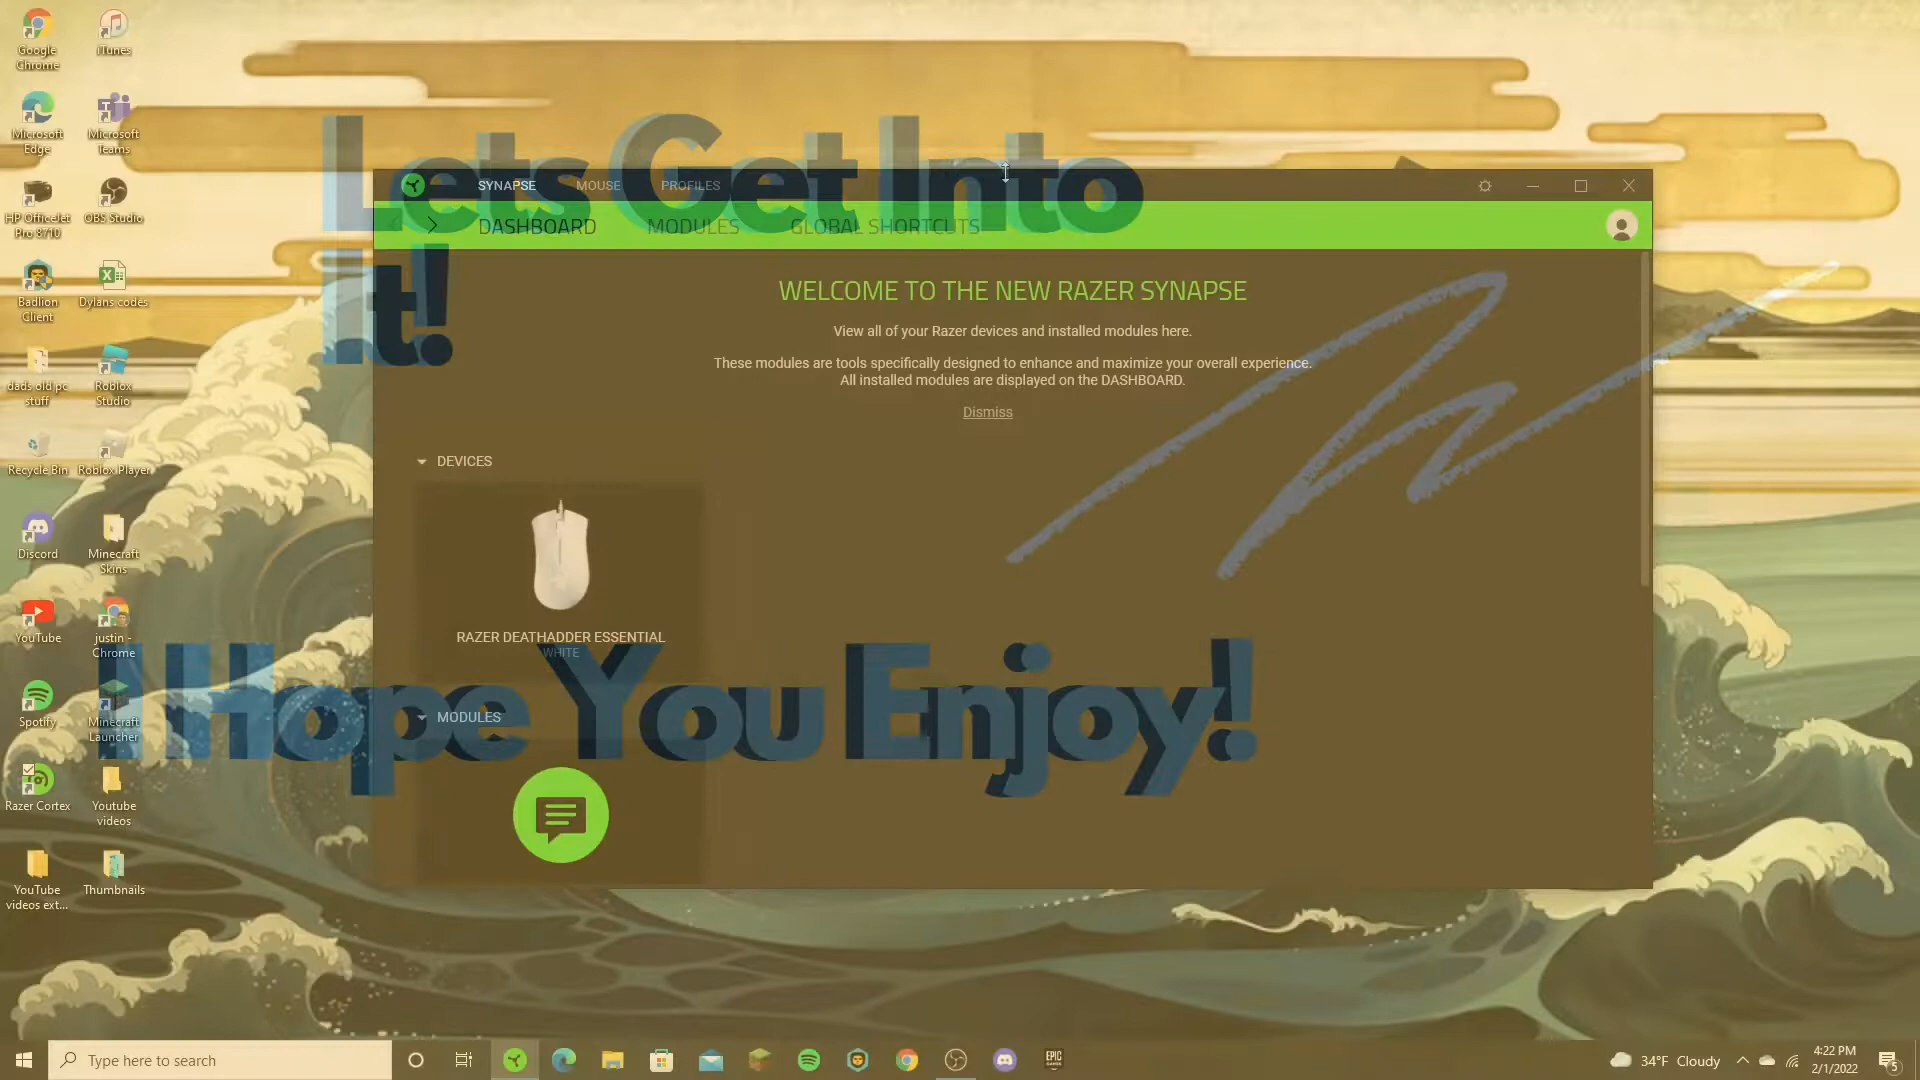 Google
Chrome
iTunes
Microsoft
Edge
Microsoft
Teams
HP OfficeJet
Pro 8710
OBS Studio
Badlion
Client
Dylans codes
dads old pc
stuff
Roblox
Studio
Recycle Bin
Roblox Player
Discord
Minecraft
Skins
YouTube
justin -
Chrome
Spotify
Minecraft
Launcher
Razer Cortex
Youtube
videos
YouTube
videos ext...
Thumbnails
Lets Get Into
It!
SYNAPSE MOUSE PROFILES
DASHBOARD MODULES GLOBAL SHORTCUTS
WELCOME TO THE NEW RAZER SYNAPSE
View all of your Razer devices and installed modules here.
These modules are tools specifically designed to enhance and maximize your overall experience.
All installed modules are displayed on the DASHBOARD.
Dismiss
DEVICES
RAZER DEATHADDER ESSENTIAL
WHITE
I Hope You Enjoy!
MODULES
Type here to search
EPIC
GAMES
34°F Cloudy
4:22 PM
2/1/2022
5